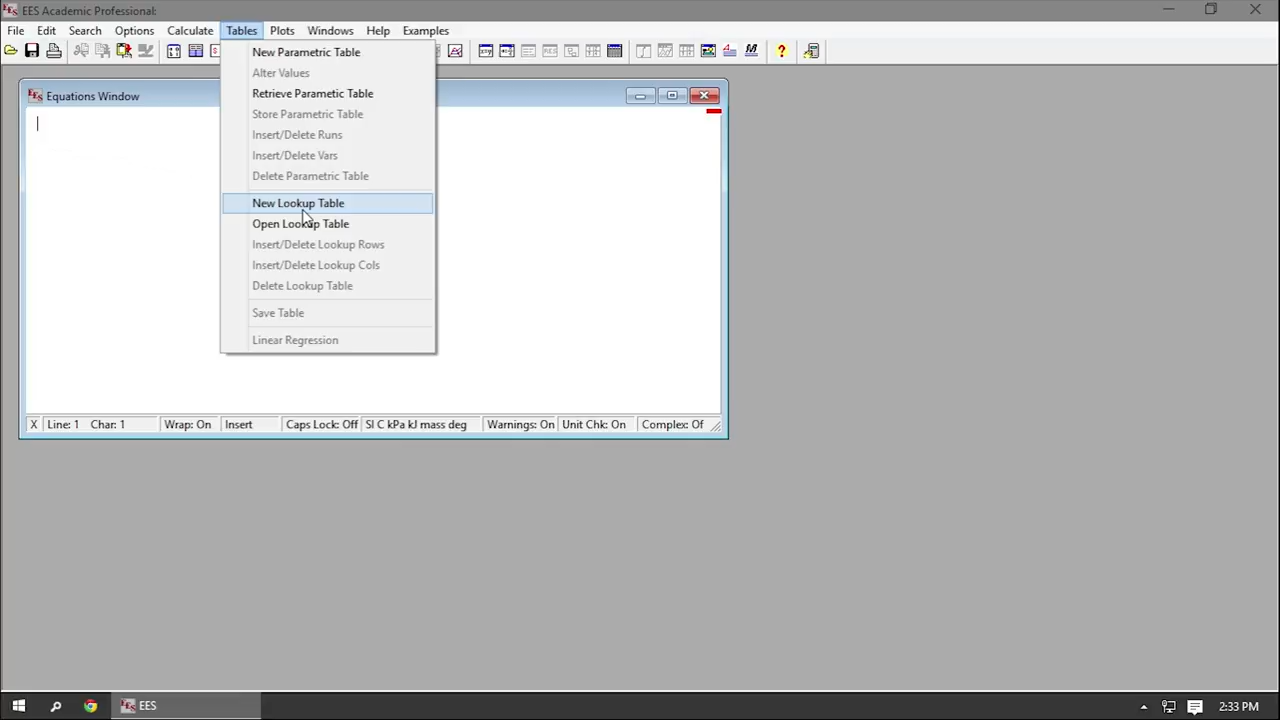 EES Academic Professional:
File Edit Search Options Calculate Tables Plots Windows Help Examples
EES Equations Window
New Parametric Table
Alter Values
Retrieve Parametic Table
Store Parametric Table
Insert/Delete Runs
Insert/Delete Vars
Delete Parametric Table
New Lookup Table
Open Lookup Table
Insert/Delete Lookup Rows
Insert/Delete Lookup Cols
Delete Lookup Table
Save Table
Linear Regression
X Line: 1 Char: 1 Wrap: On Insert Caps Lock: Off SI C kPa kJ mass deg Warnings: On Unit Chk: On Complex: Of
EES 2:33 PM